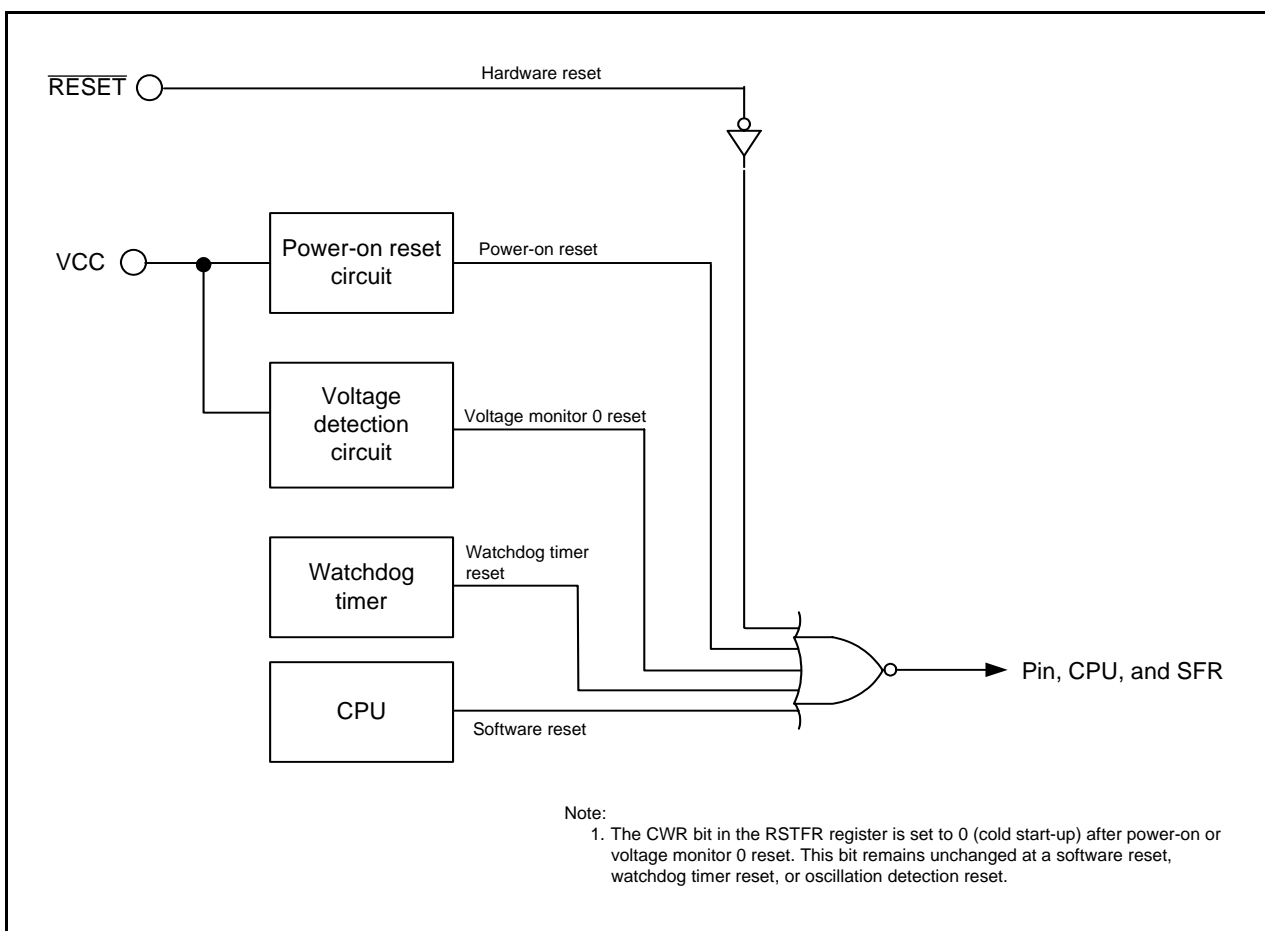 Hardware reset
RESET
Power-on reset
circuit
Power-on reset
VCC
Voltage
detection
circuit
Voltage monitor 0 reset
Watchdog
timer
Watchdog timer
reset
CPU
Software reset
Pin, CPU, and SFR
Note:
1. The CWR bit in the RSTFR register is set to 0 (cold start-up) after power-on or
voltage monitor 0 reset. This bit remains unchanged at a software reset,
watchdog timer reset, or oscillation detection reset.